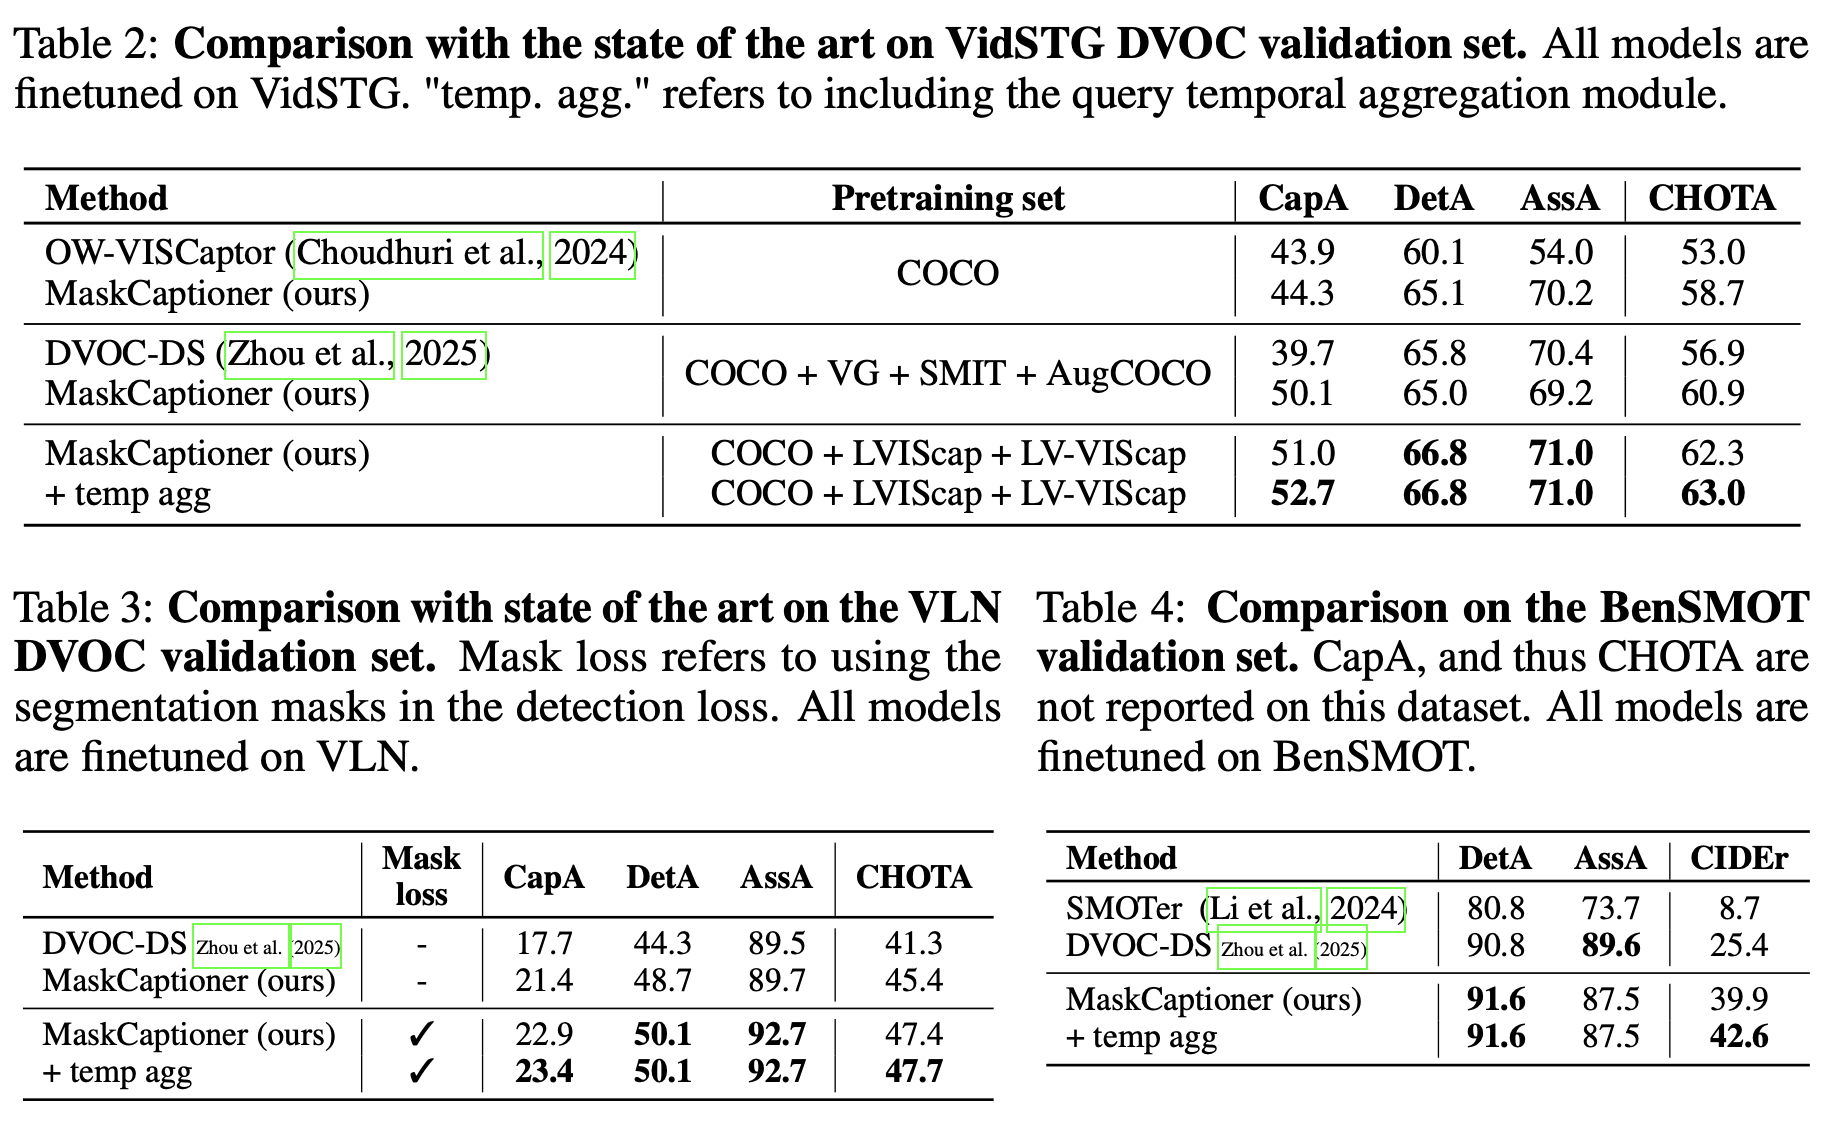 Table 2: Comparison with the state of the art on VidSTG DVOC validation set. All models are
finetuned on VidSTG. "temp. agg." refers to including the query temporal aggregation module.
Method Pretraining set CapA DetA AssA CHOTA
OW-VISCaptor (Choudhuri et al., 2024) COCO 43.9 60.1 54.0 53.0
MaskCaptioner (ours) 44.3 65.1 70.2 58.7
DVOC-DS (Zhou et al., 2025) COCO + VG + SMIT + AugCOCO 39.7 65.8 70.4 56.9
MaskCaptioner (ours) 50.1 65.0 69.2 60.9
MaskCaptioner (ours) COCO + LVIScap + LV-VIScap 51.0 66.8 71.0 62.3
+ temp agg COCO + LVIScap + LV-VIScap 52.7 66.8 71.0 63.0
Table 3: Comparison with state of the art on the VLN
DVOC validation set. Mask loss refers to using the
segmentation masks in the detection loss. All models
are finetuned on VLN.
Method Mask loss CapA DetA AssA CHOTA
DVOC-DS Zhou et al. (2025) - 17.7 44.3 89.5 41.3
MaskCaptioner (ours) - 21.4 48.7 89.7 45.4
MaskCaptioner (ours) ✓ 22.9 50.1 92.7 47.4
+ temp agg ✓ 23.4 50.1 92.7 47.7
Table 4: Comparison on the BenSMOT
validation set. CapA, and thus CHOTA are
not reported on this dataset. All models are
finetuned on BenSMOT.
Method DetA AssA CIDEr
SMOTer (Li et al., 2024) 80.8 73.7 8.7
DVOC-DS Zhou et al. (2025) 90.8 89.6 25.4
MaskCaptioner (ours) 91.6 87.5 39.9
+ temp agg 91.6 87.5 42.6